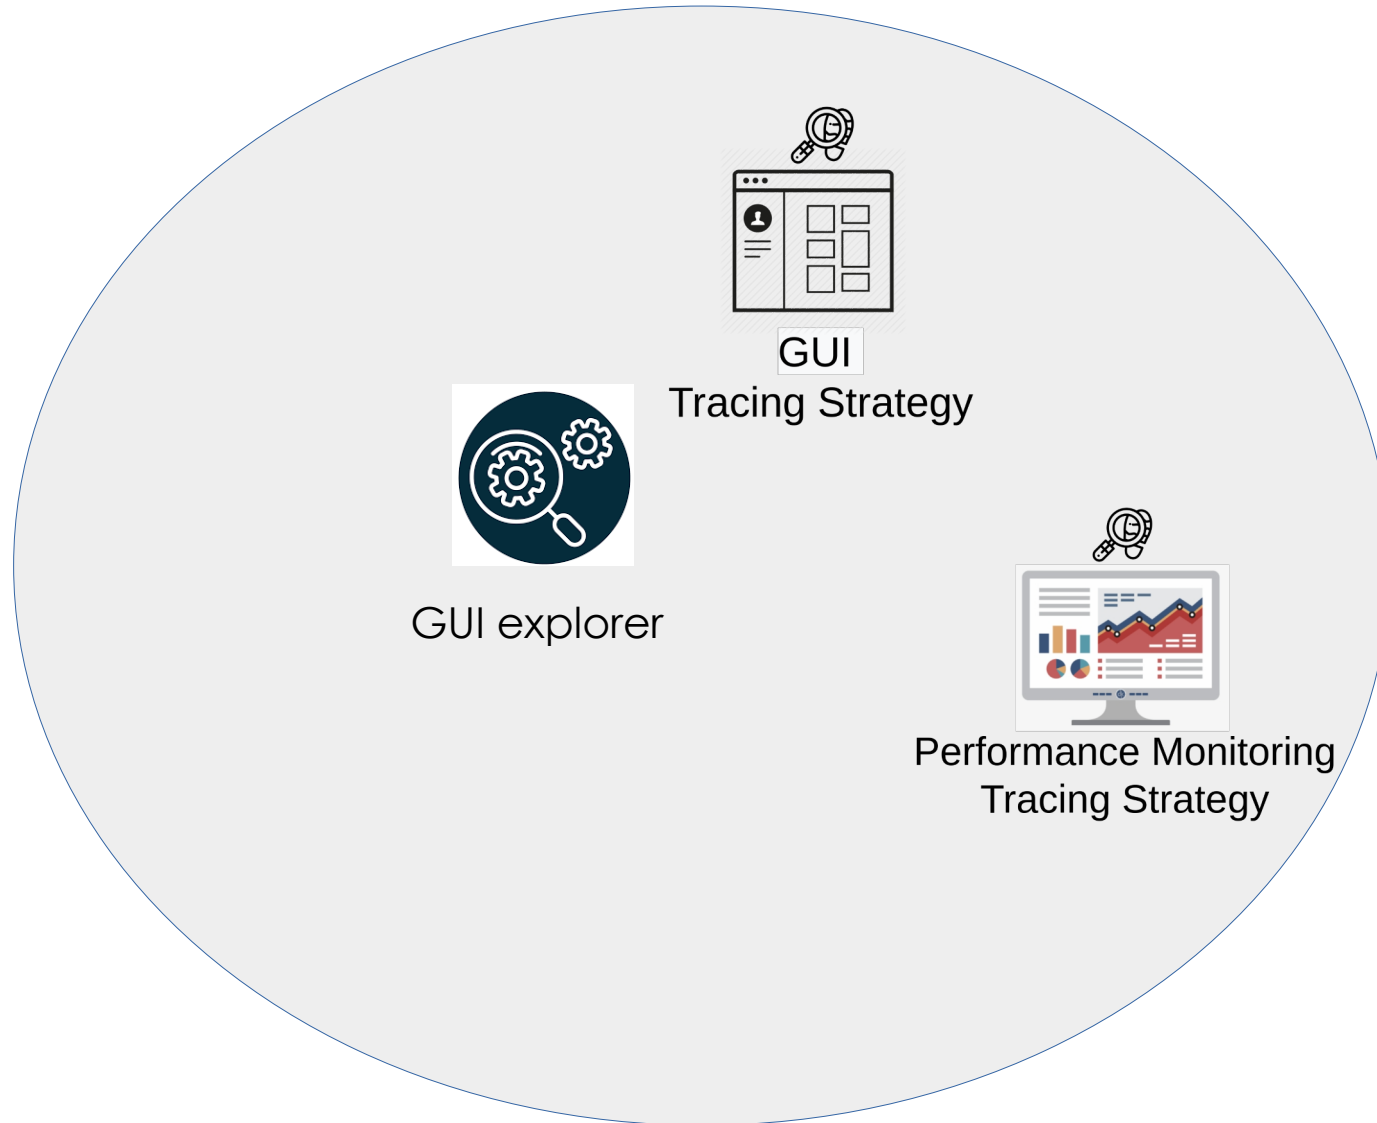 GUI
Tracing Strategy
GUI explorer
Performance Monitoring
Tracing Strategy